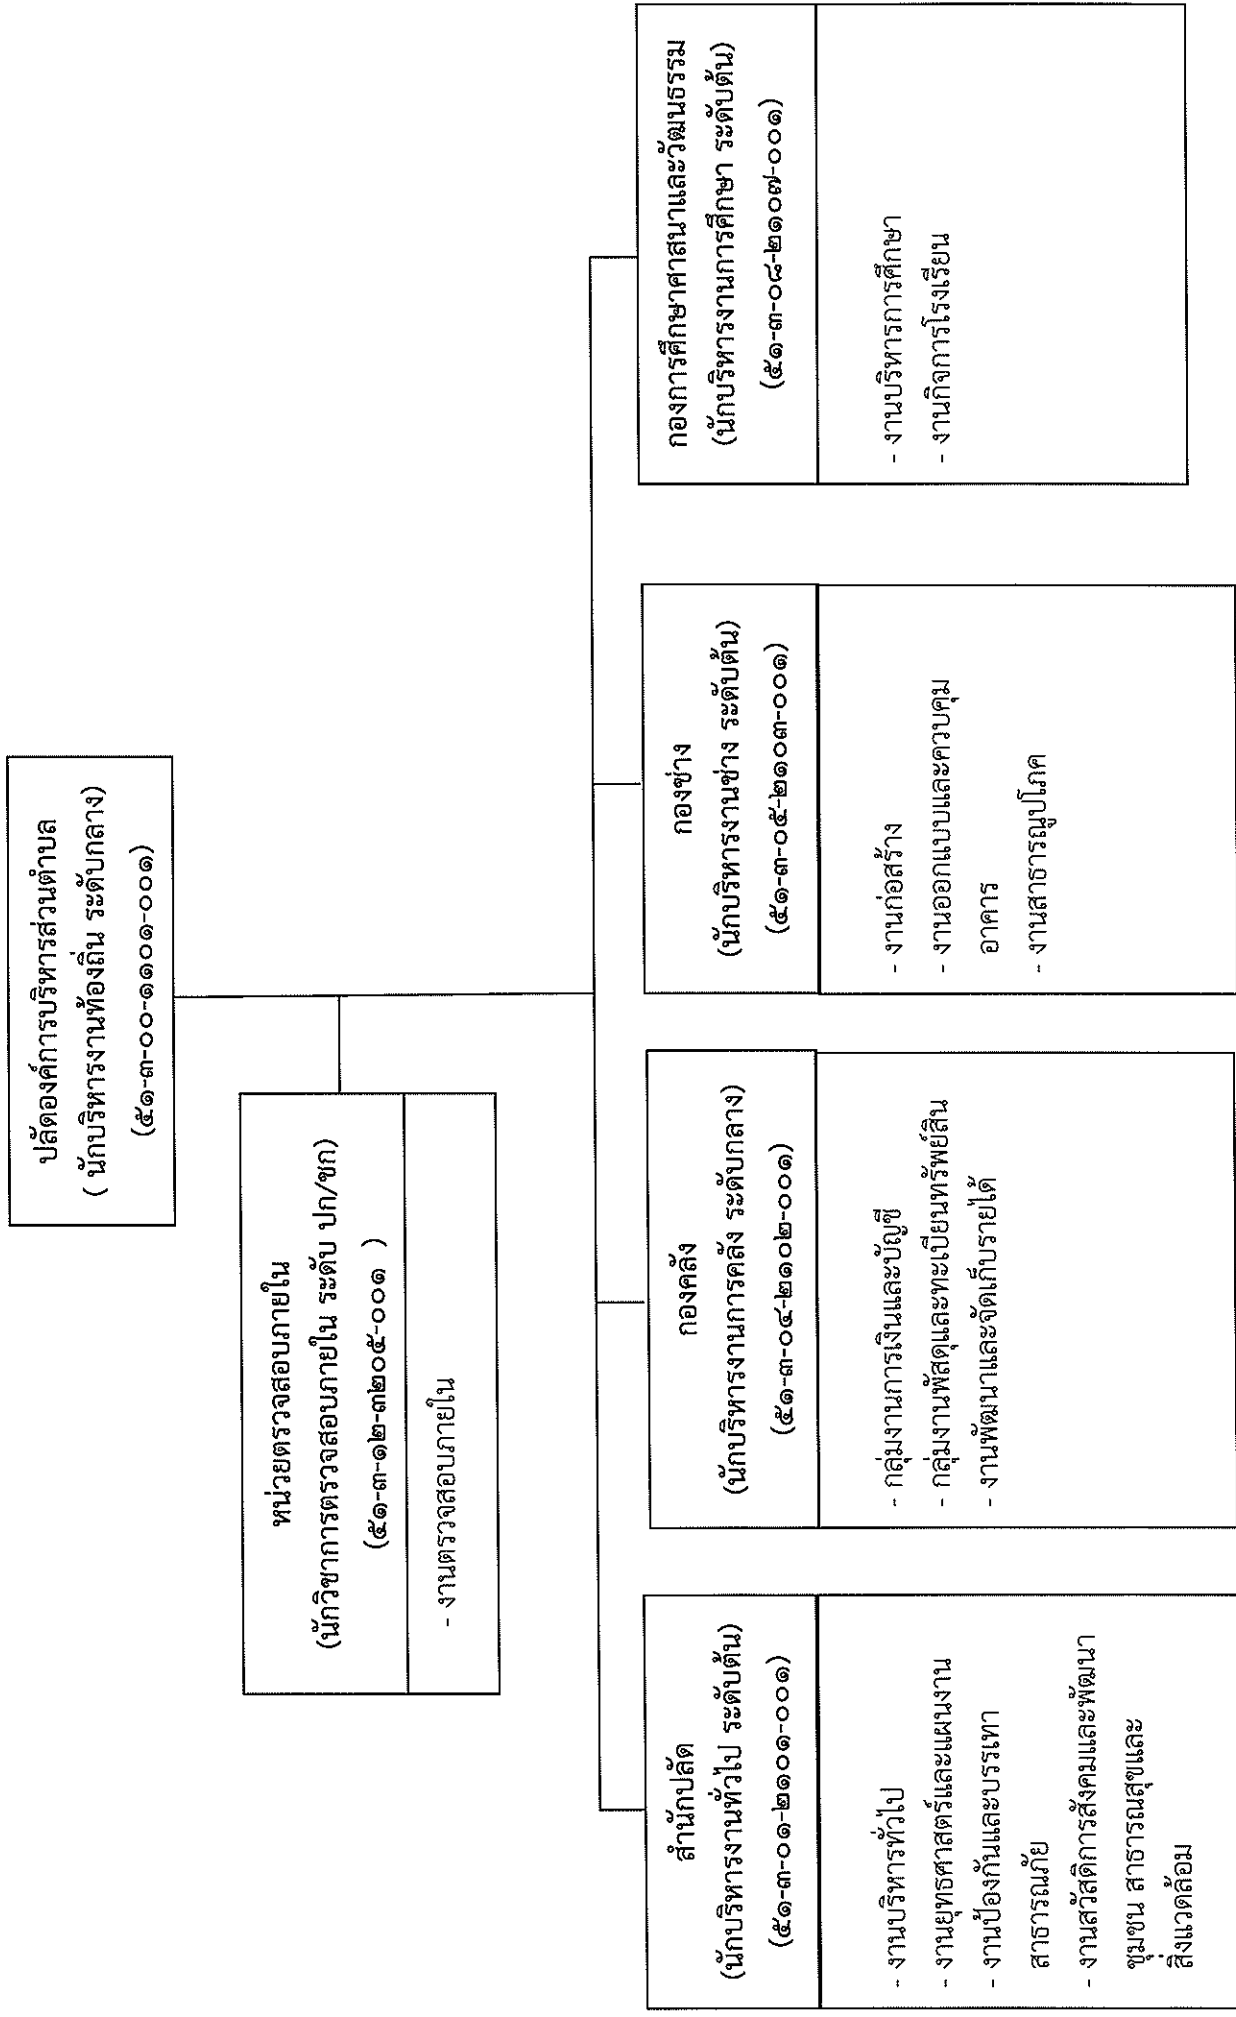 ปลัดองค์การบริหารส่วนตำบล
( นักบริหารงานท้องถิ่น ระดับกลาง)
(๕๑-๓-๐๐-๑๑๐๑-๐๐๑)
หน่วยตรวจสอบภายใน
(นักวิชาการตรวจสอบภายใน ระดับ ปก/ชก)
(๕๑-๓-๑๒-๓๒๐๕-๐๐๑ )
- งานตรวจสอบภายใน
สำนักปลัด
(นักบริหารงานทั่วไป ระดับต้น)
(๕๑-๓-๐๑-๒๑๐๑-๐๐๑)
- งานบริหารทั่วไป
- งานยุทธศาสตร์และแผนงาน
- งานป้องกันและบรรเทา
สาธารณภัย
- งานสวัสดิการสังคมและพัฒนา
ชุมชน สาธารณสุขและ
สิ่งแวดล้อม
กองคลัง
(นักบริหารงานการคลัง ระดับกลาง)
(๕๑-๓-๐๔-๒๑๐๒-๐๐๑)
- กลุ่มงานการเงินและบัญชี
- กลุ่มงานพัสดุและทะเบียนทรัพย์สิน
- งานพัฒนาและจัดเก็บรายได้
กองช่าง
(นักบริหารงานช่าง ระดับต้น)
(๕๑-๓-๐๕-๒๑๐๓-๐๐๑)
- งานก่อสร้าง
- งานออกแบบและควบคุม
อาคาร
- งานสาธารณูปโภค
กองการศึกษาศาสนาและวัฒนธรรม
(นักบริหารงานการศึกษา ระดับต้น)
(๕๑-๓-๐๘-๒๑๐๗-๐๐๑)
- งานบริหารการศึกษา
- งานกิจการโรงเรียน